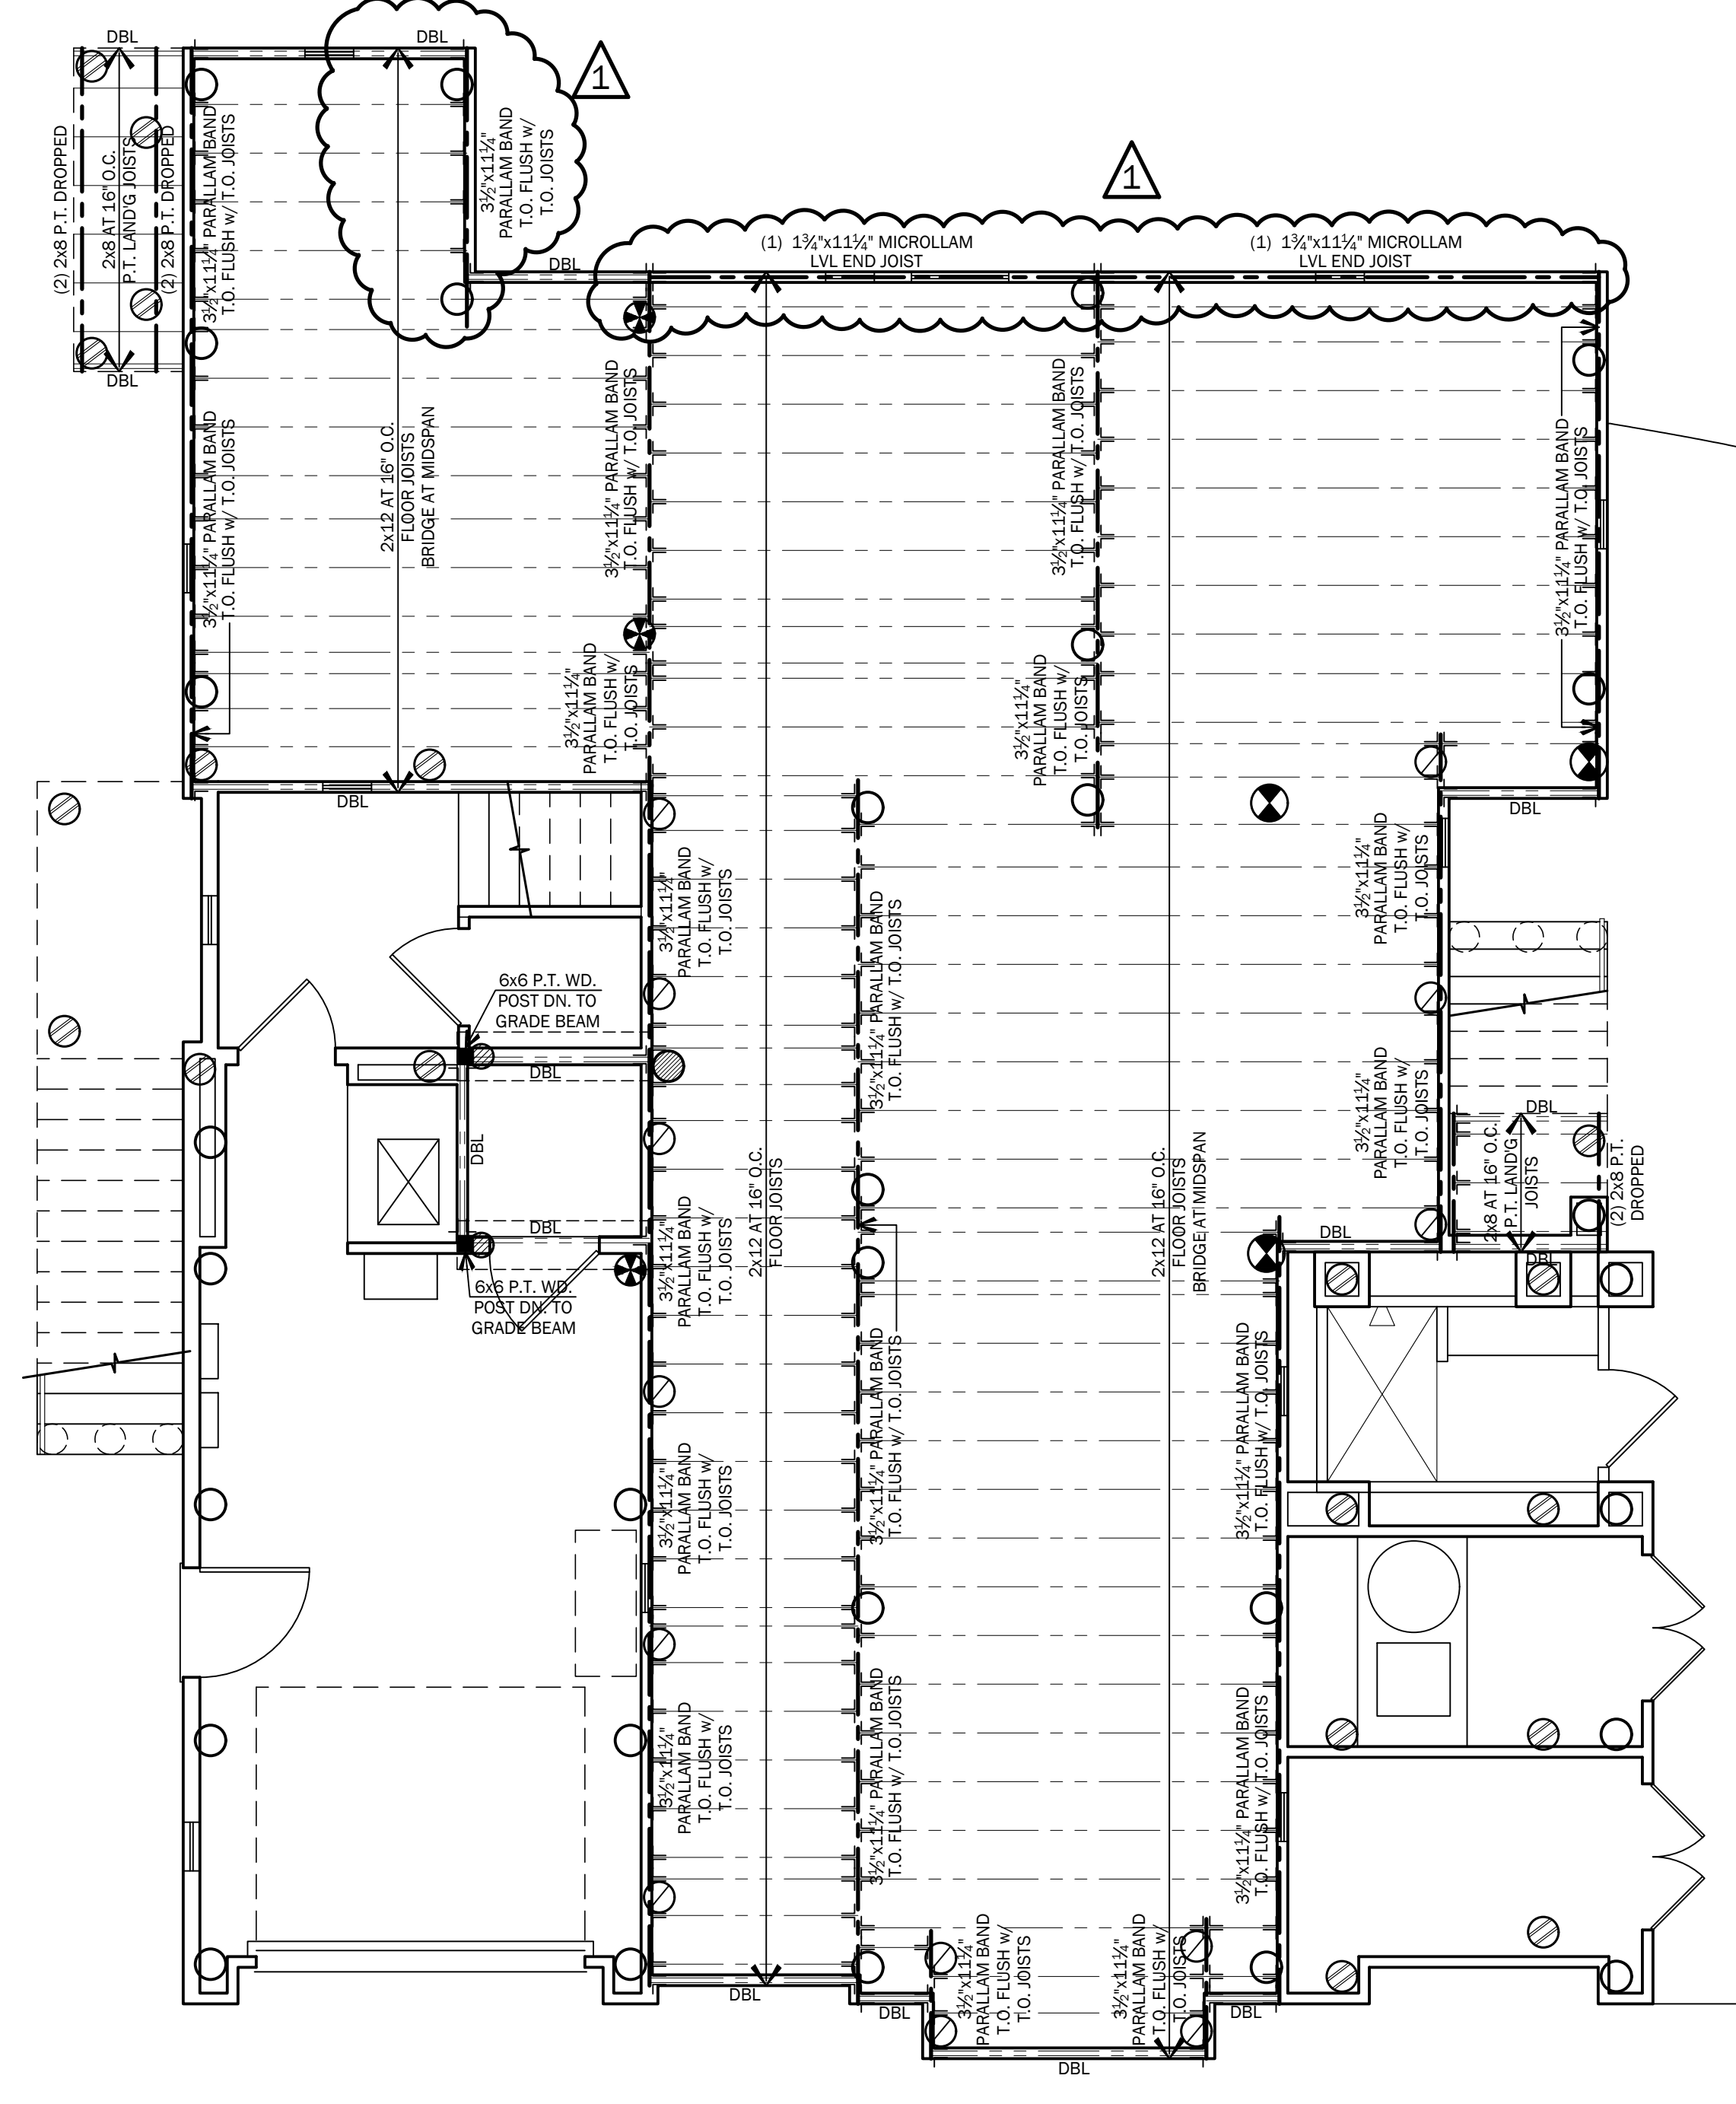 DBL
DBL
1
(2) 2x8 P.T. DROPPED
2x8 AT 16" O.C.
P.T. LAND'G JOISTS
(2) 2x8 P.T. DROPPED
3½"x11¼" PARALLAM BAND
T.O. FLUSH w/ T.O. JOISTS
3½"x11¼"
PARALLAM BAND
T.O. FLUSH w/
T.O. JOISTS
1
(1) 1¾"x11¼" MICROLLAM
LVL END JOIST
(1) 1¾"x11¼" MICROLLAM
LVL END JOIST
DBL
DBL
3½"x11¼" PARALLAM BAND
T.O. FLUSH w/ T.O. JOISTS
2x12 AT 16" O.C.
FLOOR JOISTS
BRIDGE AT MIDSPAN
3½"x11¼" PARALLAM BAND
T.O. FLUSH w/ T.O. JOISTS
3½"x11¼" PARALLAM BAND
T.O. FLUSH w/ T.O. JOISTS
3½"x11¼" PARALLAM BAND
T.O. FLUSH w/ T.O. JOISTS
3½"x11¼"
PARALLAM BAND
T.O. FLUSH w/
T.O. JOISTS
3½"x11¼"
PARALLAM BAND
T.O. FLUSH w/
T.O. JOISTS
DBL
DBL
3½"x11¼"
PARALLAM BAND
T.O. FLUSH w/
T.O. JOISTS
3½"x11¼" PARALLAM BAND
T.O. FLUSH w/ T.O. JOISTS
3½"x11¼"
PARALLAM BAND
T.O. FLUSH w/
T.O. JOISTS
6x6 P.T. WD.
POST DN. TO
GRADE BEAM
DBL
DBL
DBL
6x6 P.T. WD.
POST DN. TO
GRADE BEAM
3½"x11¼"
PARALLAM BAND
T.O. FLUSH w/
T.O. JOISTS
2x12 AT 16" O.C.
FLOOR JOISTS
2x12 AT 16" O.C.
FLOOR JOISTS
BRIDGE AT MIDSPAN
3½"x11¼"
PARALLAM BAND
T.O. FLUSH w/
T.O. JOISTS
DBL
2x8 AT 16" O.C.
P.T. LAND'G
JOISTS
(2) 2x8 P.T.
DROPPED
DBL
DBL
3½"x11¼"
PARALLAM BAND
T.O. FLUSH w/
T.O. JOISTS
3½"x11¼" PARALLAM BAND
T.O. FLUSH w/ T.O. JOISTS
3½"x11¼" PARALLAM BAND
T.O. FLUSH w/ T.O. JOISTS
3½"x11¼"
PARALLAM BAND
T.O. FLUSH w/
T.O. JOISTS
3½"x11¼" PARALLAM BAND
T.O. FLUSH w/ T.O. JOISTS
3½"x11¼" PARALLAM BAND
T.O. FLUSH w/ T.O. JOISTS
DBL
DBL
3½"x11¼"
PARALLAM BAND
T.O. FLUSH w/
T.O. JOISTS
3½"x11¼"
PARALLAM BAND
T.O. FLUSH w/
T.O. JOISTS
DBL
DBL